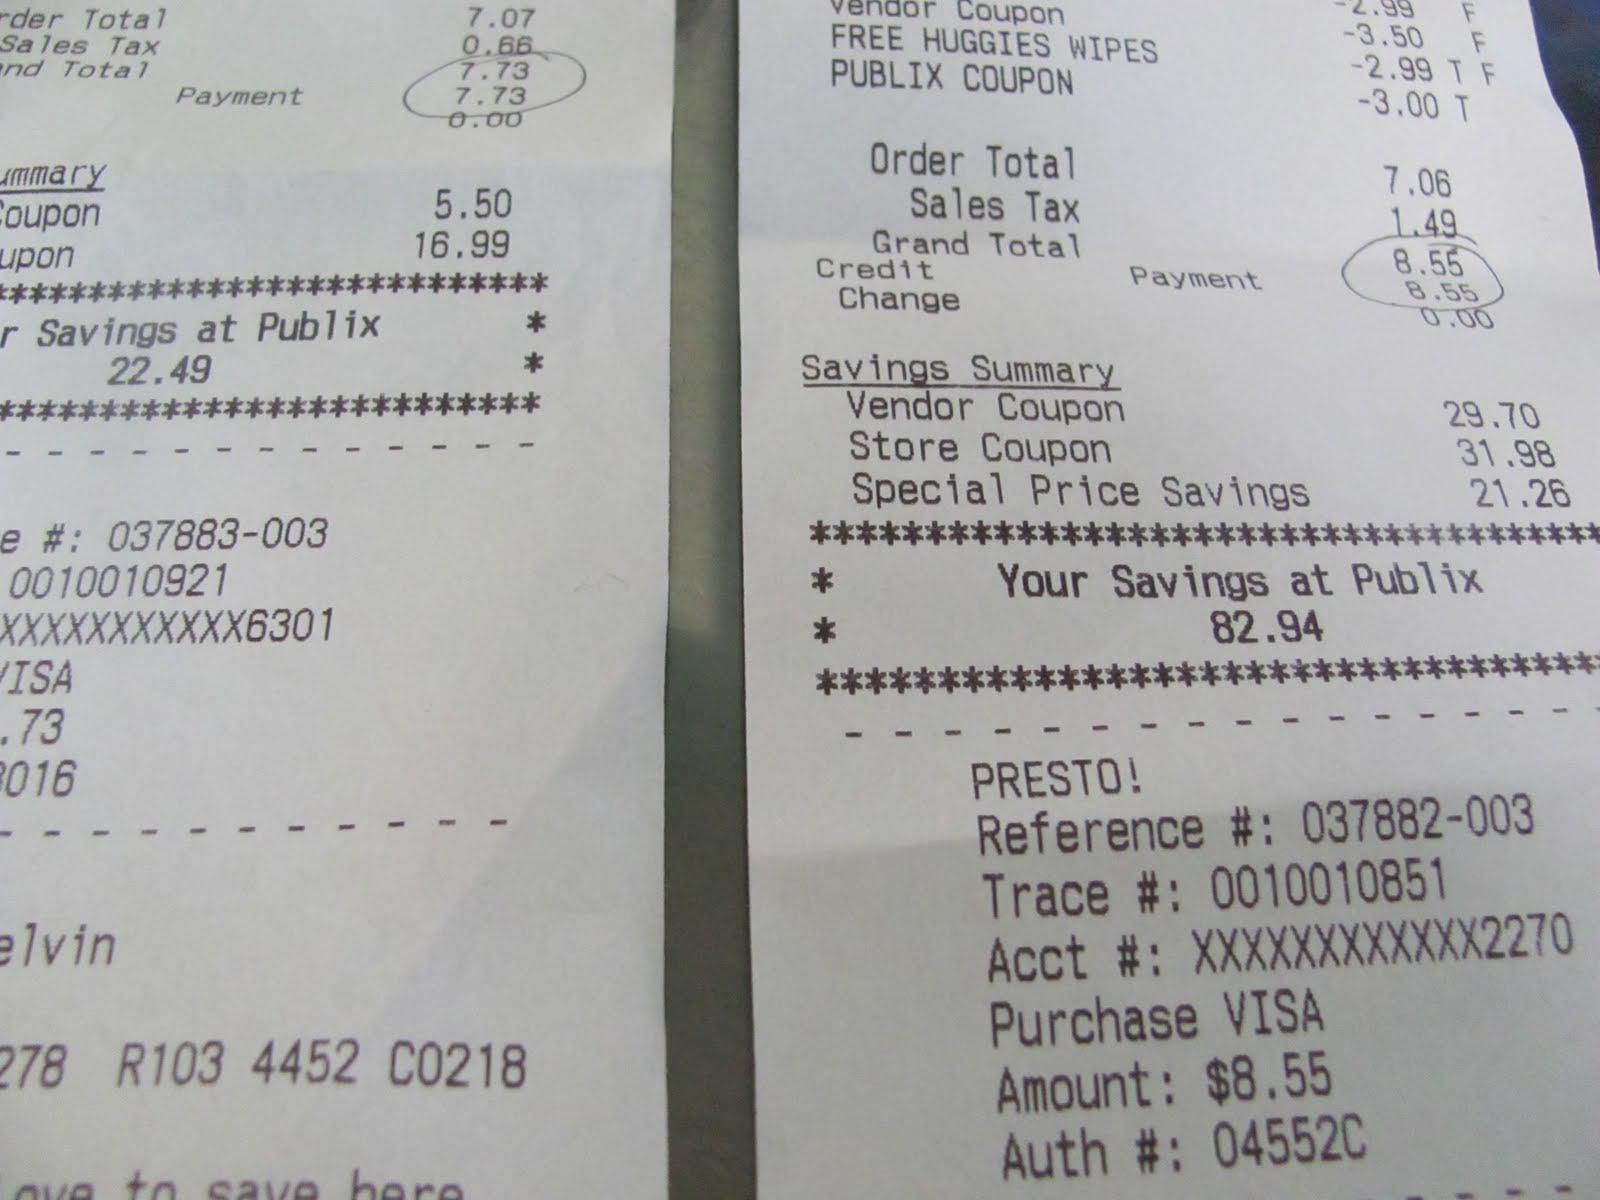 rder Total 7.07
Sales Tax 0.66
nd Total 7.73
Payment 7.73
0.00
ummary
Coupon 5.50
upon 16.99
*****************************
r Savings at Publix *
22.49 *
*****************************
- - - - - - - - - - - - -
e #: 037883-003
0010010921
XXXXXXXXXXXX6301
VISA
.73
3016
- - - - - - - - - - - -
elvin
278 R103 4452 C0218
love to save here
Vendor Coupon -2.99 F
FREE HUGGIES WIPES -3.50 F
PUBLIX COUPON -2.99 T F
-3.00 T
Order Total 7.06
Sales Tax 1.49
Grand Total 8.55
Credit Payment 8.55
Change 0.00
Savings Summary
Vendor Coupon 29.70
Store Coupon 31.98
Special Price Savings 21.26
*********************************
* Your Savings at Publix
* 82.94
*********************************
- - - - - - - - - - - - - - - -
PRESTO!
Reference #: 037882-003
Trace #: 0010010851
Acct #: XXXXXXXXXXXX2270
Purchase VISA
Amount: $8.55
Auth #: 04552C
- - - -